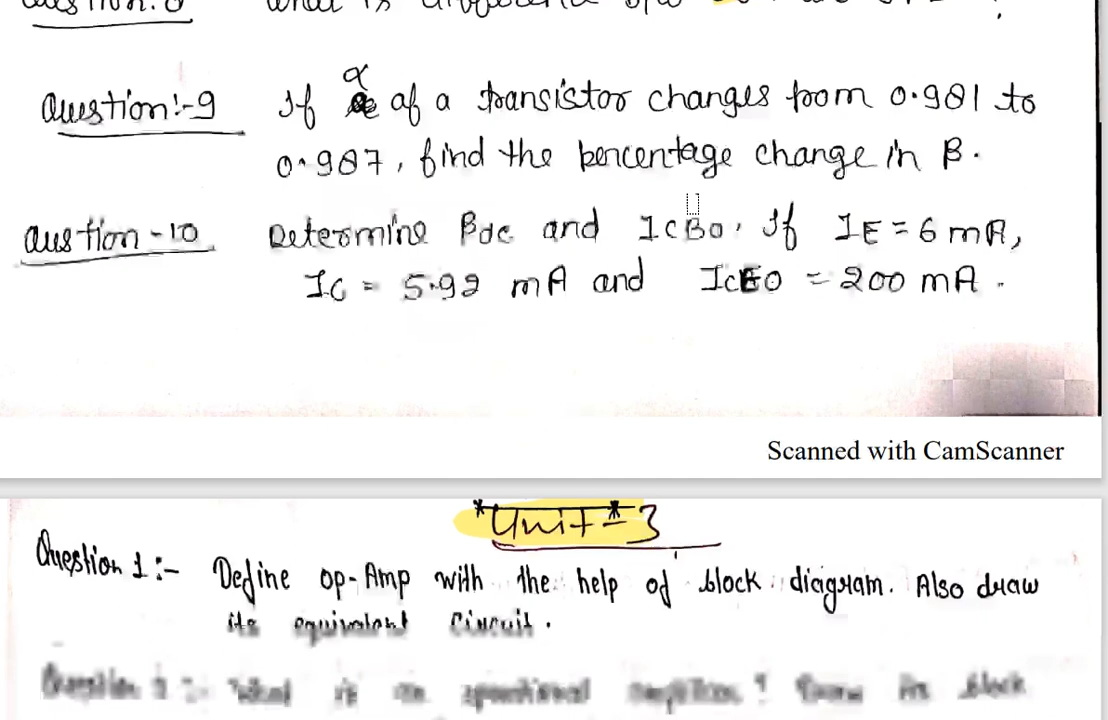 Question:-9 If α of a transistor changes from 0.981 to
0.987, find the percentage change in β.
Qustion-10 Determine βdc and ICBO, If IE = 6 mA,
IC = 5.92 mA and ICEO = 200 mA.
Scanned with CamScanner
*Unit*-3
Question 1:- Define op-Amp with the help of block diagram. Also draw
its equivalent circuit.